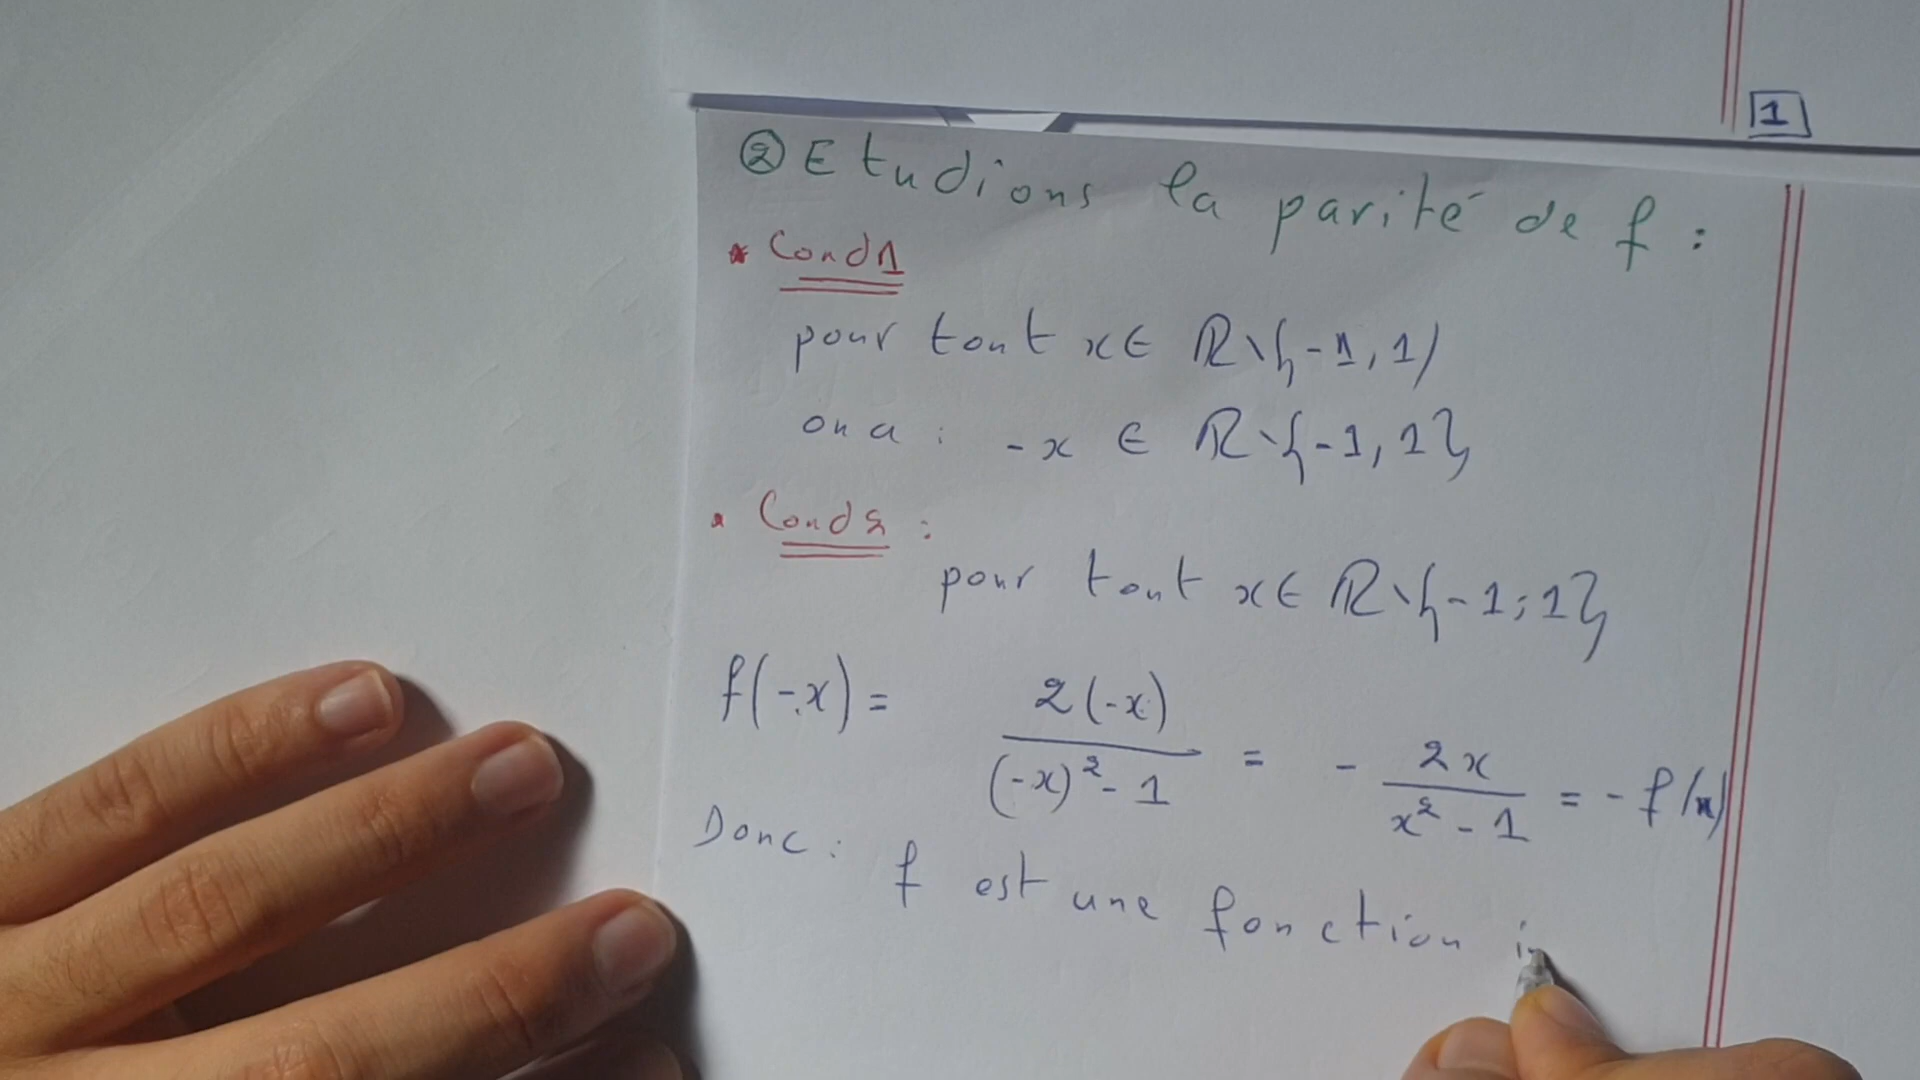 1
② Etudions la parité de f :
* Cond1
pour tout x ∈ ℝ\{-1, 1}
on a : -x ∈ ℝ\{-1, 1}
• Cond2 :
pour tout x ∈ ℝ\{-1; 1}
f(-x) = 2(-x) / ((-x)² - 1) = - 2x / (x² - 1) = - f(x)
Donc : f est une fonction i